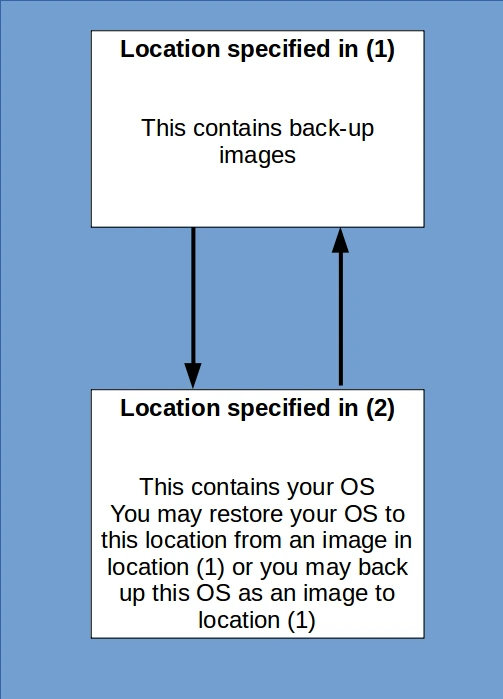 Location specified in (1)
This contains back-up
images
Location specified in (2)
This contains your OS
You may restore your OS to
this location from an image in
location (1) or you may back
up this OS as an image to
location (1)